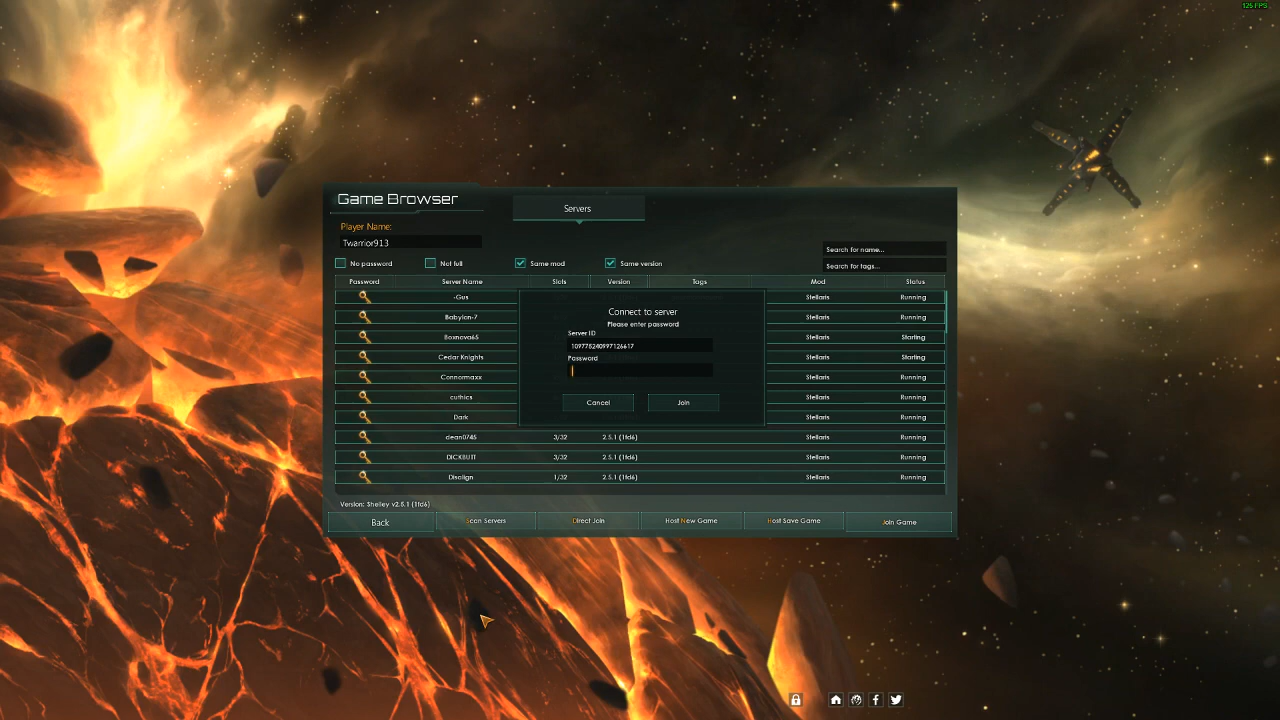 125 FPS
Game Browser
Servers
Player Name:
Twarrior913
Search for name...
No password Not full Same mod Same version
Search for tags...
Password Server Name Slots Version Tags Mod Status
-Gus Stellaris Running
Babylon-7 Stellaris Running
Boxnova65 Stellaris Starting
Cedar Knights Stellaris Starting
Connormaxx Stellaris Running
cuthics Stellaris Running
Dark Stellaris Running
dean0745 3/32 2.5.1 (1fd6) Stellaris Running
DICKBUTT 3/32 2.5.1 (1fd6) Stellaris Running
Disalign 1/32 2.5.1 (1fd6) Stellaris Running
Connect to server
Please enter password
Server ID
109775240997126617
Password
Cancel Join
Version: Shelley v2.5.1 (1fd6)
Back Scan Servers Direct Join Host New Game Host Save Game Join Game